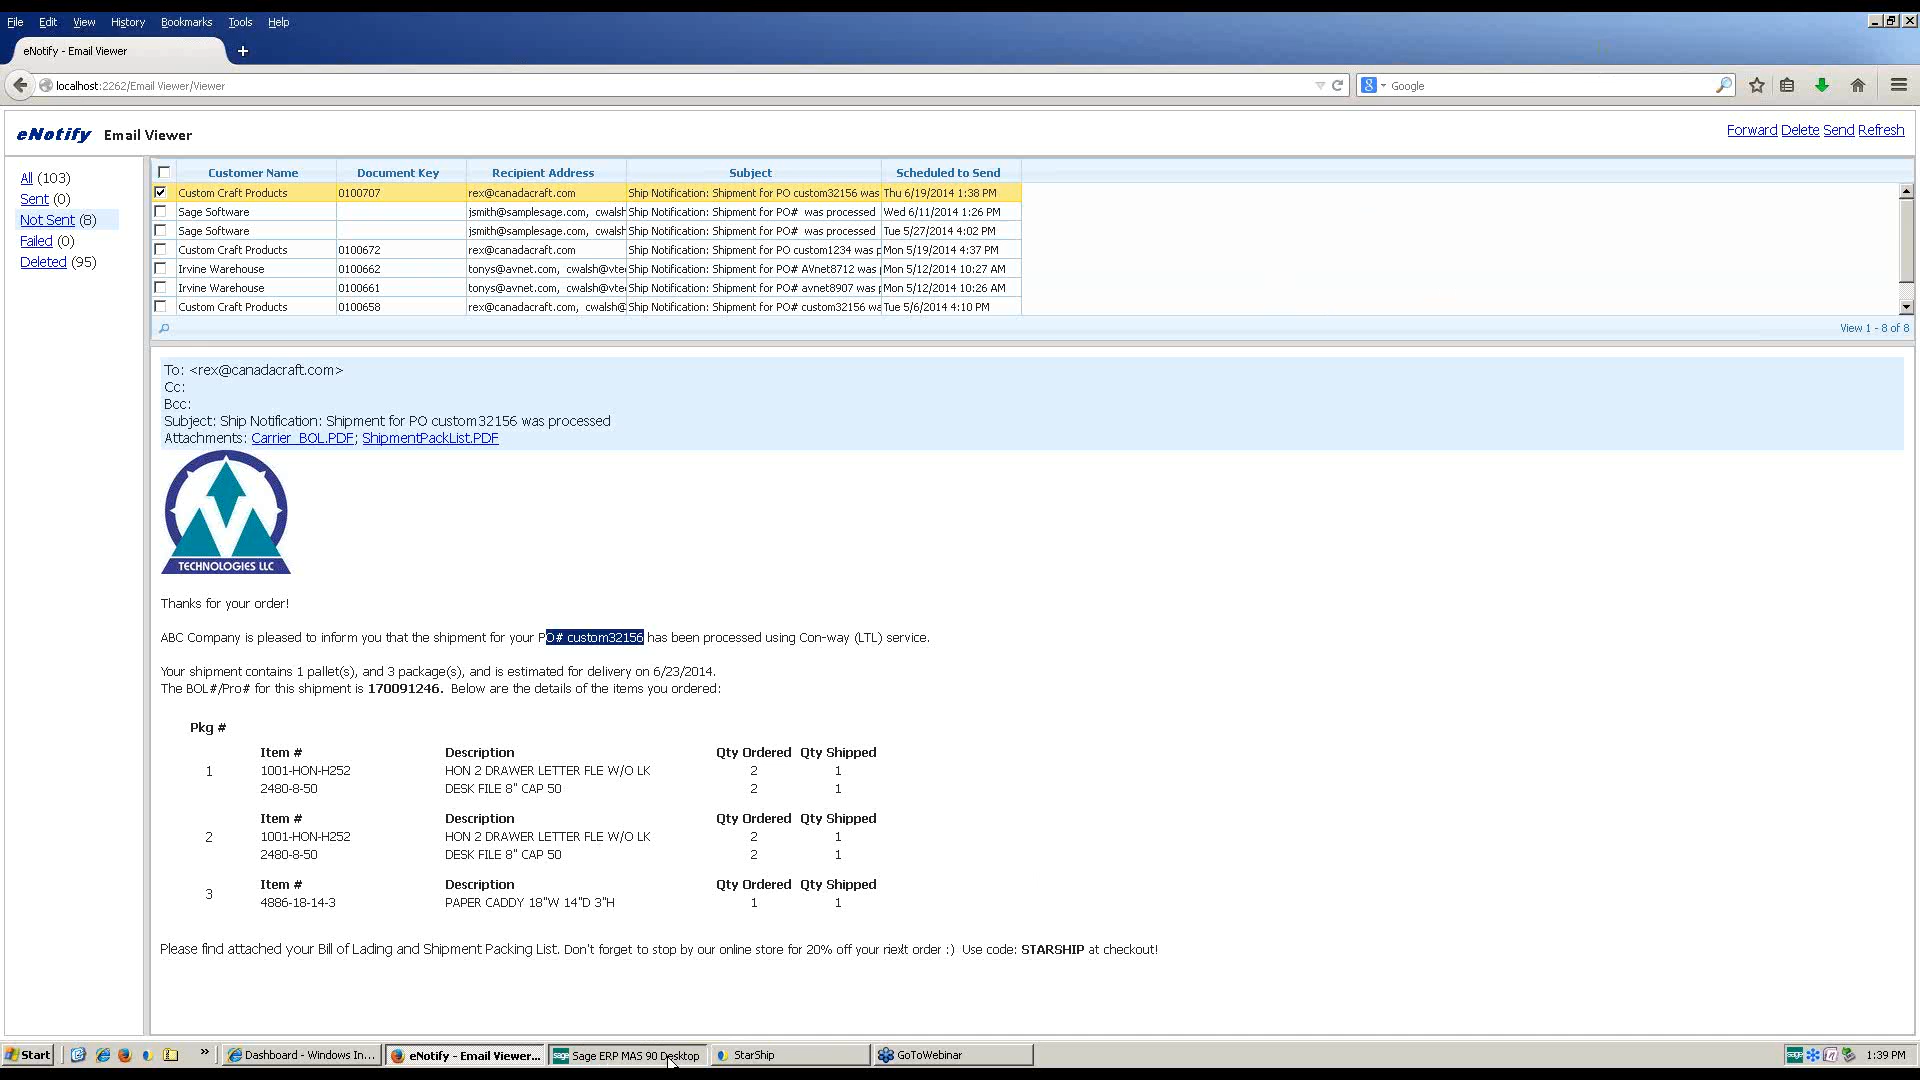 File Edit View History Bookmarks Tools Help
eNotify - Email Viewer
localhost:2262/Email Viewer/Viewer
Google
eNotify Email Viewer
Forward Delete Send Refresh
All (103)
Sent (0)
Not Sent (8)
Failed (0)
Deleted (95)
Customer Name Document Key Recipient Address Subject Scheduled to Send
Custom Craft Products 0100707 rex@canadacraft.com Ship Notification: Shipment for PO custom32156 was Thu 6/19/2014 1:38 PM
Sage Software jsmith@samplesage.com, cwalsh Ship Notification: Shipment for PO# was processed Wed 6/11/2014 1:26 PM
Sage Software jsmith@samplesage.com, cwalsh Ship Notification: Shipment for PO# was processed Tue 5/27/2014 4:02 PM
Custom Craft Products 0100672 rex@canadacraft.com Ship Notification: Shipment for PO custom1234 was p Mon 5/19/2014 4:37 PM
Irvine Warehouse 0100662 tonys@avnet.com, cwalsh@vte Ship Notification: Shipment for PO# AVnet8712 was Mon 5/12/2014 10:27 AM
Irvine Warehouse 0100661 tonys@avnet.com, cwalsh@vte Ship Notification: Shipment for PO# avnet8907 was p Mon 5/12/2014 10:26 AM
Custom Craft Products 0100658 rex@canadacraft.com, cwalsh@ Ship Notification: Shipment for PO# custom32156 wa Tue 5/6/2014 4:10 PM
View 1 - 8 of 8
To: <rex@canadacraft.com>
Cc:
Bcc:
Subject: Ship Notification: Shipment for PO custom32156 was processed
Attachments: Carrier_BOL.PDF; ShipmentPackList.PDF
TECHNOLOGIES LLC
Thanks for your order!
ABC Company is pleased to inform you that the shipment for your PO# custom32156 has been processed using Con-way (LTL) service.
Your shipment contains 1 pallet(s), and 3 package(s), and is estimated for delivery on 6/23/2014.
The BOL#/Pro# for this shipment is 170091246. Below are the details of the items you ordered:
Pkg #
Item # Description Qty Ordered Qty Shipped
1 1001-HON-H252 HON 2 DRAWER LETTER FLE W/O LK 2 1
2480-8-50 DESK FILE 8" CAP 50 2 1
Item # Description Qty Ordered Qty Shipped
2 1001-HON-H252 HON 2 DRAWER LETTER FLE W/O LK 2 1
2480-8-50 DESK FILE 8" CAP 50 2 1
Item # Description Qty Ordered Qty Shipped
3 4886-18-14-3 PAPER CADDY 18"W 14"D 3"H 1 1
Please find attached your Bill of Lading and Shipment Packing List. Don't forget to stop by our online store for 20% off your next order :) Use code: STARSHIP at checkout!
Start Dashboard - Windows In... eNotify - Email Viewer... sage Sage ERP MAS 90 Desktop StarShip GoToWebinar sage 1:39 PM